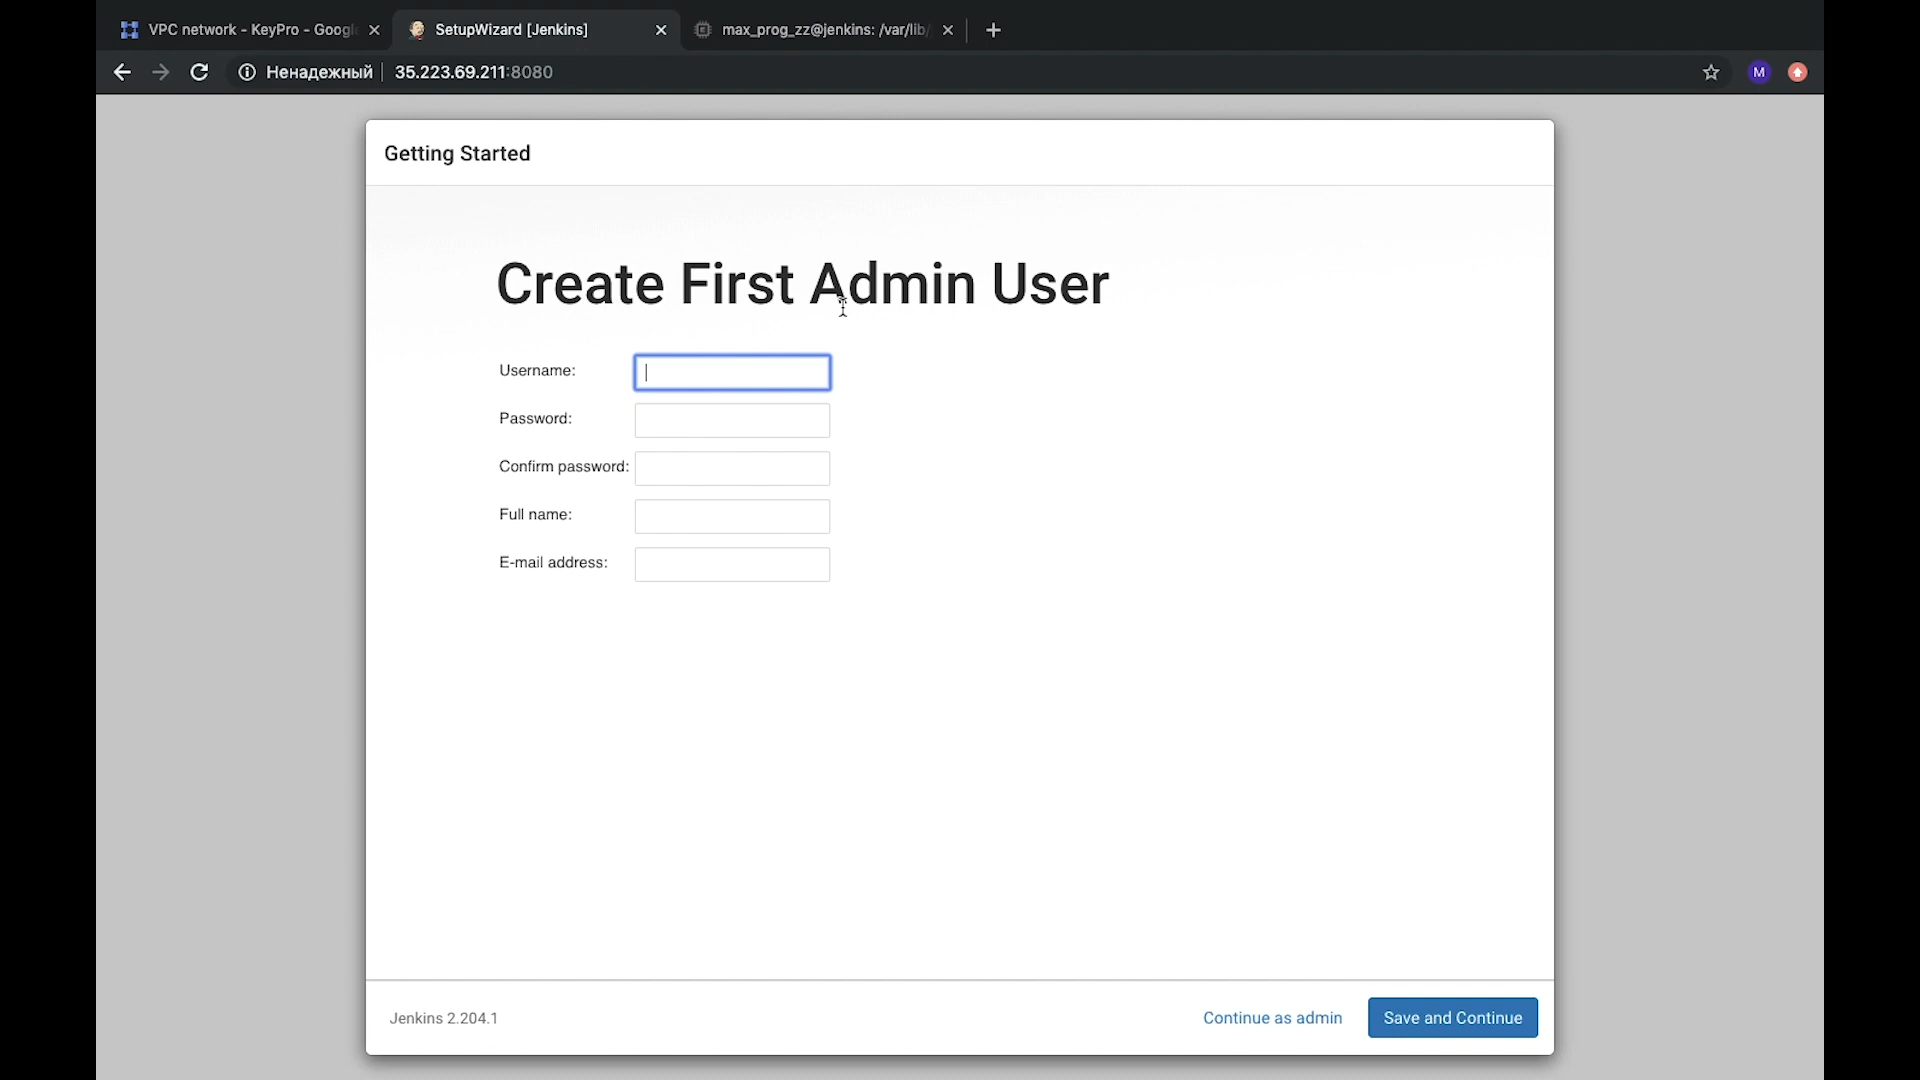 VPC network - KeyPro - Googl
SetupWizard [Jenkins]
max_prog_zz@jenkins: /var/lib/
Ненадежный
35.223.69.211:8080
M
Getting Started
Create First Admin User
Username:
Password:
Confirm password:
Full name:
E-mail address:
Jenkins 2.204.1
Continue as admin
Save and Continue